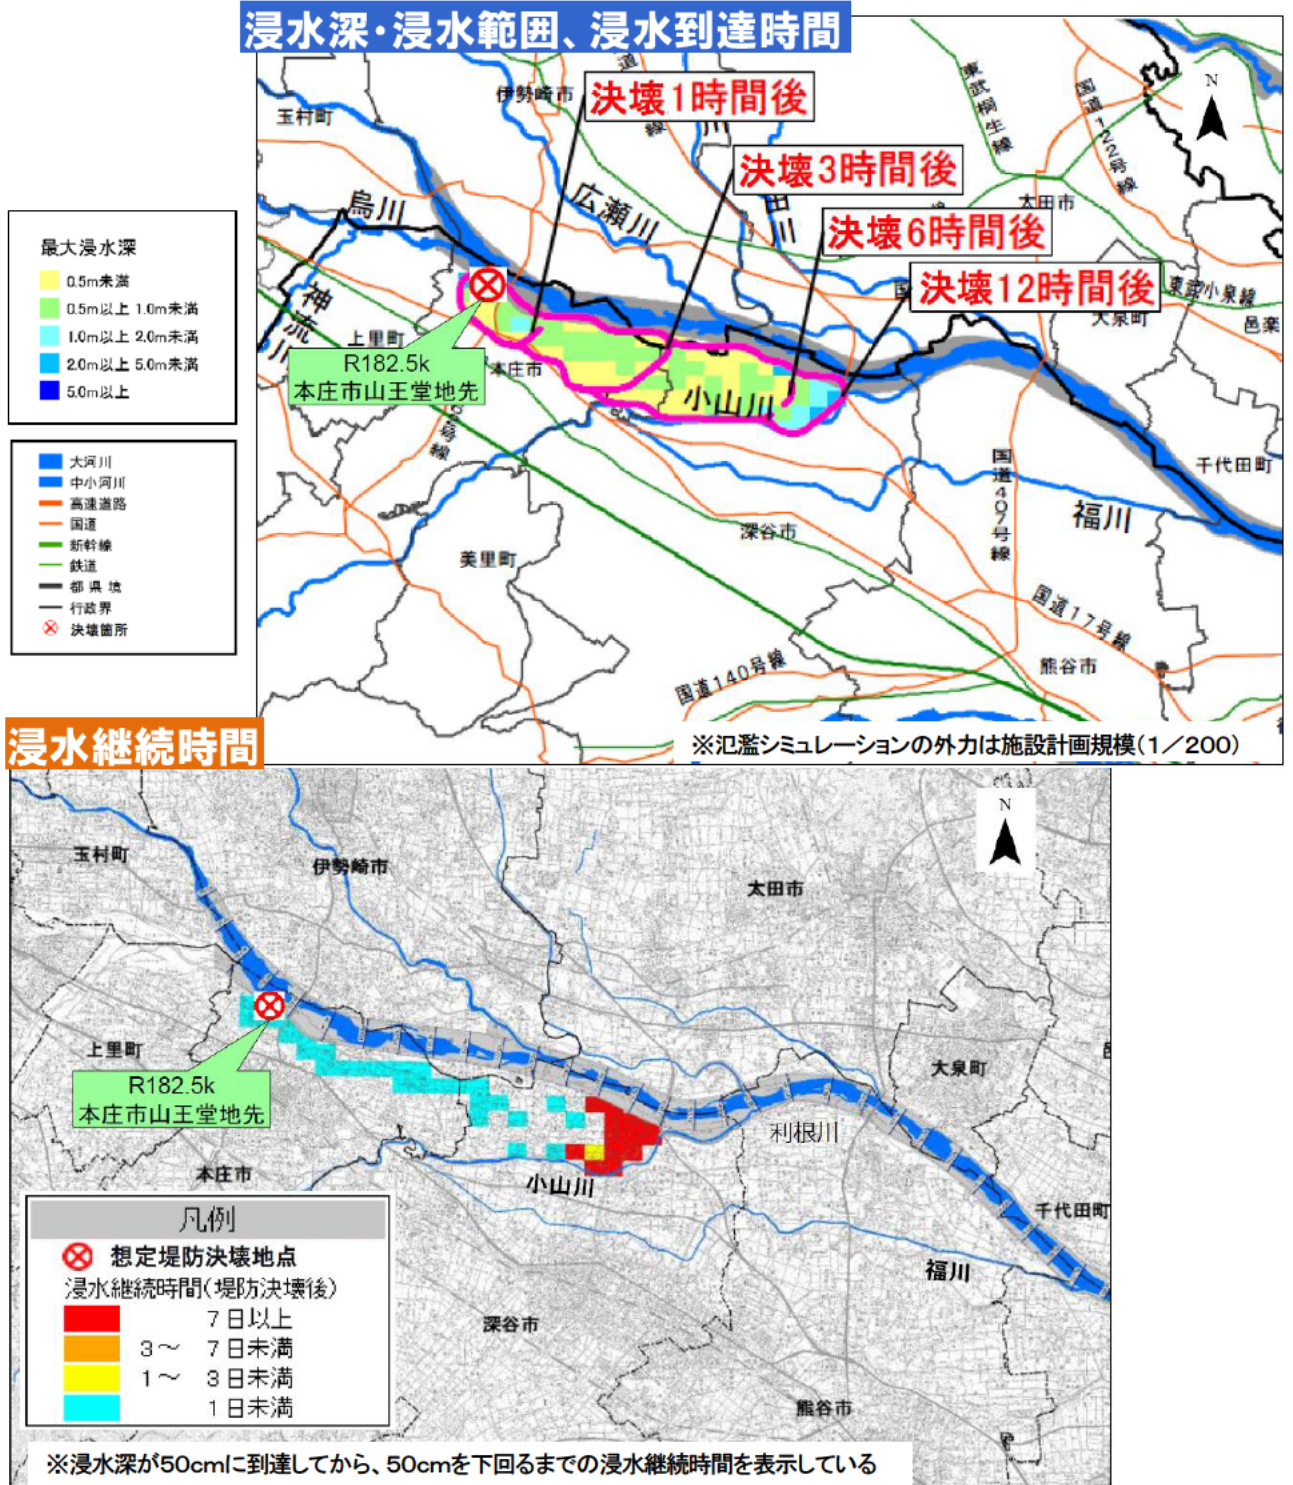 浸水深・浸水範囲、浸水到達時間
決壊1時間後
伊勢崎市
玉村町
東武桐生線
国道122号線
N
決壊3時間後
烏川
広瀬川
田川
太田市
決壊6時間後
決壊12時間後
東武小泉線
大泉町
邑楽
神流川
上里町
R182.5k
本庄市山王堂地先
本庄市
小山川
号線
国道407号線
千代田町
福川
深谷市
美里町
国道17号線
国道140号線
熊谷市
※氾濫シミュレーションの外力は施設計画規模(1/200)
最大浸水深
0.5m未満
0.5m以上 1.0m未満
1.0m以上 2.0m未満
2.0m以上 5.0m未満
5.0m以上
大河川
中小河川
高速道路
国道
新幹線
鉄道
都県境
行政界
決壊箇所
浸水継続時間
N
玉村町
伊勢崎市
太田市
上里町
R182.5k
本庄市山王堂地先
大泉町
利根川
本庄市
小山川
千代田町
福川
深谷市
熊谷市
凡例
想定堤防決壊地点
浸水継続時間(堤防決壊後)
7日以上
3～ 7日未満
1～ 3日未満
1日未満
※浸水深が50cmに到達してから、50cmを下回るまでの浸水継続時間を表示している